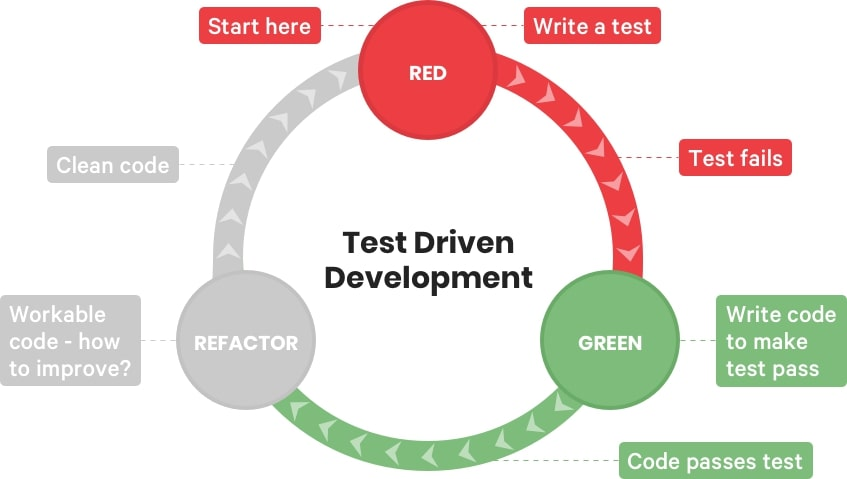 Start here
RED
Write a test
Clean code
Test fails
Test Driven
Development
Workable
code - how
to improve?
REFACTOR
GREEN
Write code
to make
test pass
Code passes test